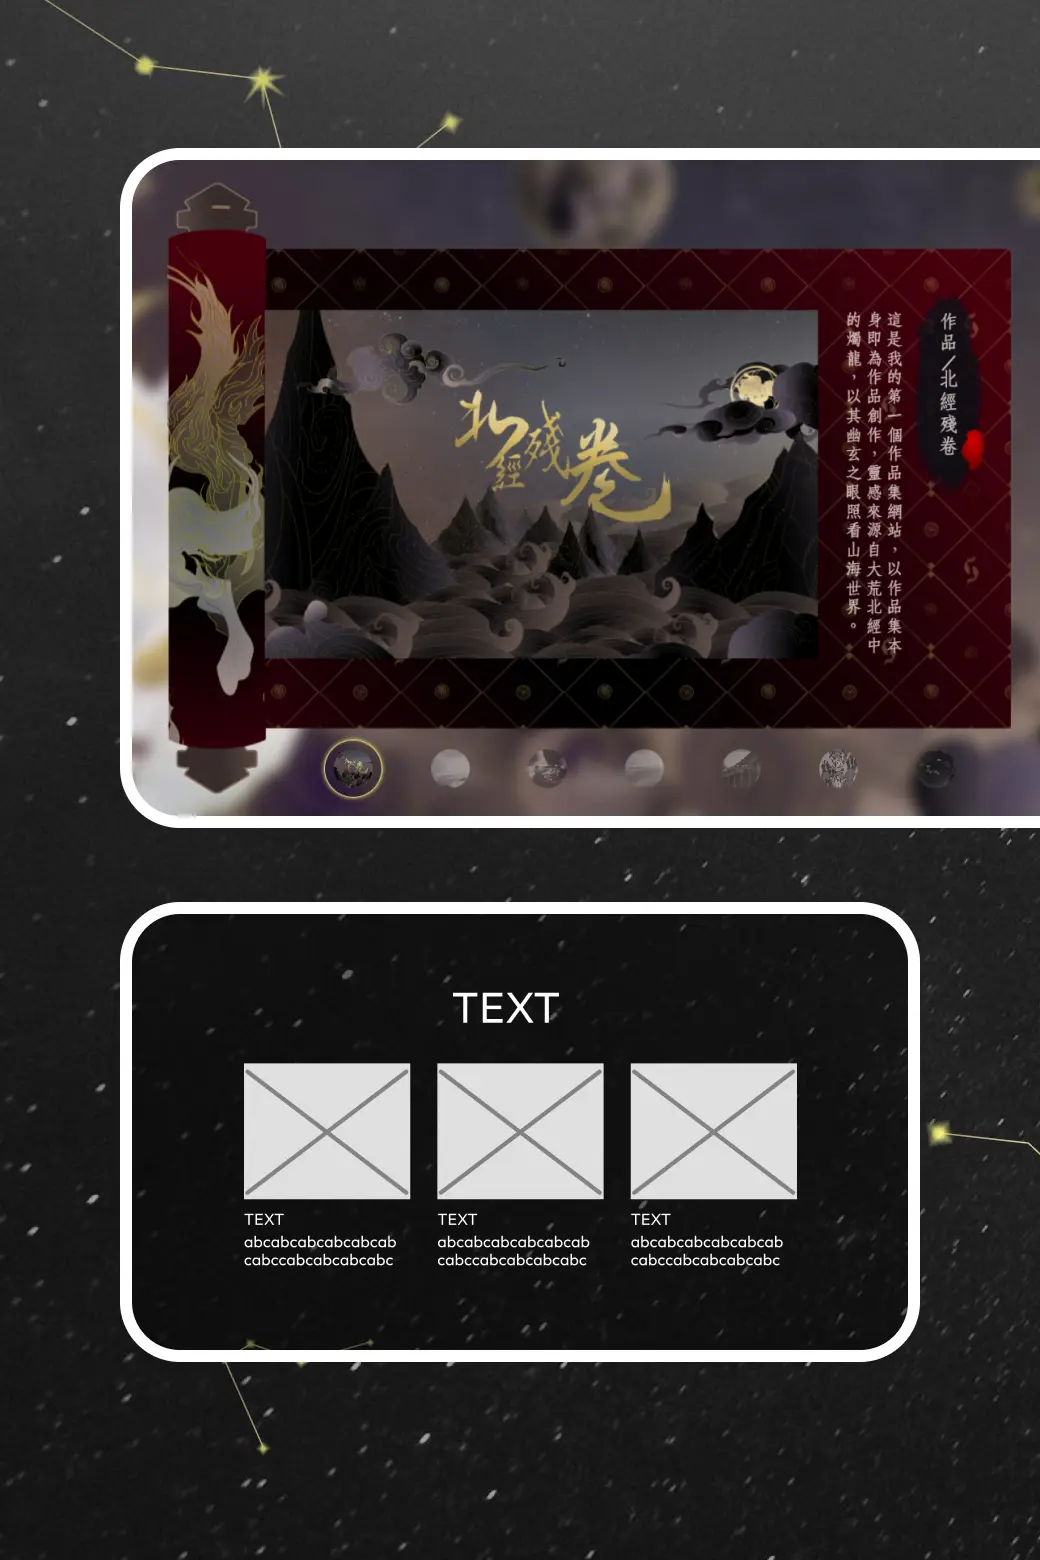 作品／北經殘卷
這是我的第一個作品集網站，以作品集本
身即為作品創作，靈感來源自大荒北經中
的燭龍，以其幽玄之眼照看山海世界。
北經殘卷
TEXT
TEXT
abcabcabcabcabcab
cabccabcabcabcabc
TEXT
abcabcabcabcabcab
cabccabcabcabcabc
TEXT
abcabcabcabcabcab
cabccabcabcabcabc